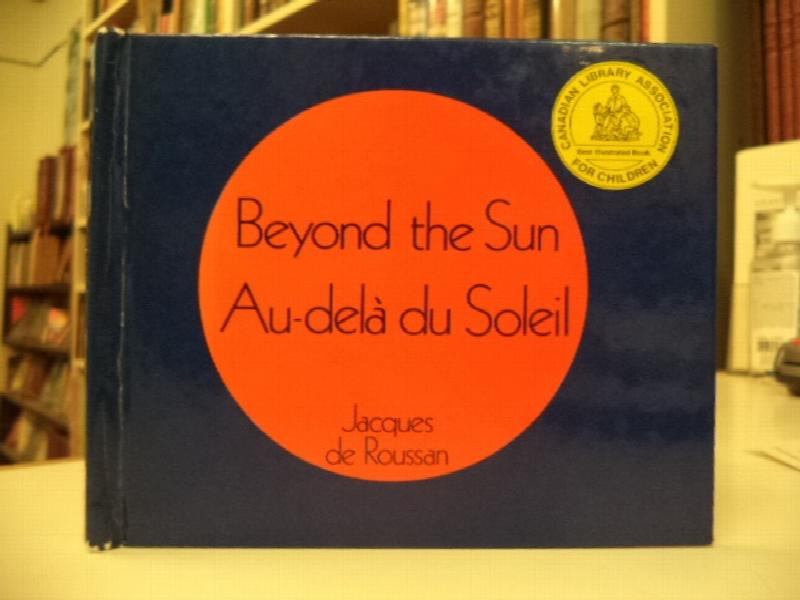 Beyond the Sun
Au-delà du Soleil
Jacques
de Roussan
CANADIAN LIBRARY ASSOCIATION
Best Illustrated Book
FOR CHILDREN